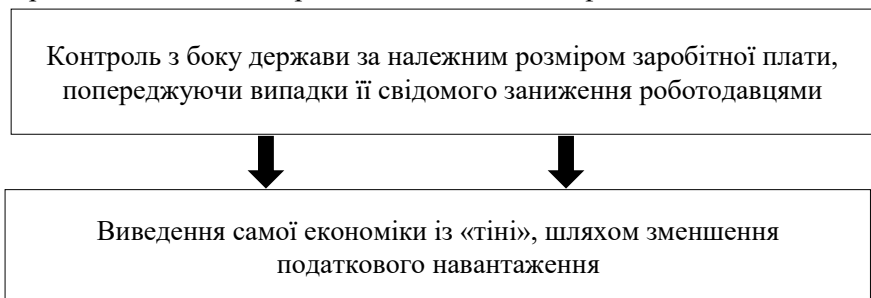 Контроль з боку держави за належним розміром заробітної плати,
попереджуючи випадки її свідомого заниження роботодавцями
Виведення самої економіки із «тіні», шляхом зменшення
податкового навантаження